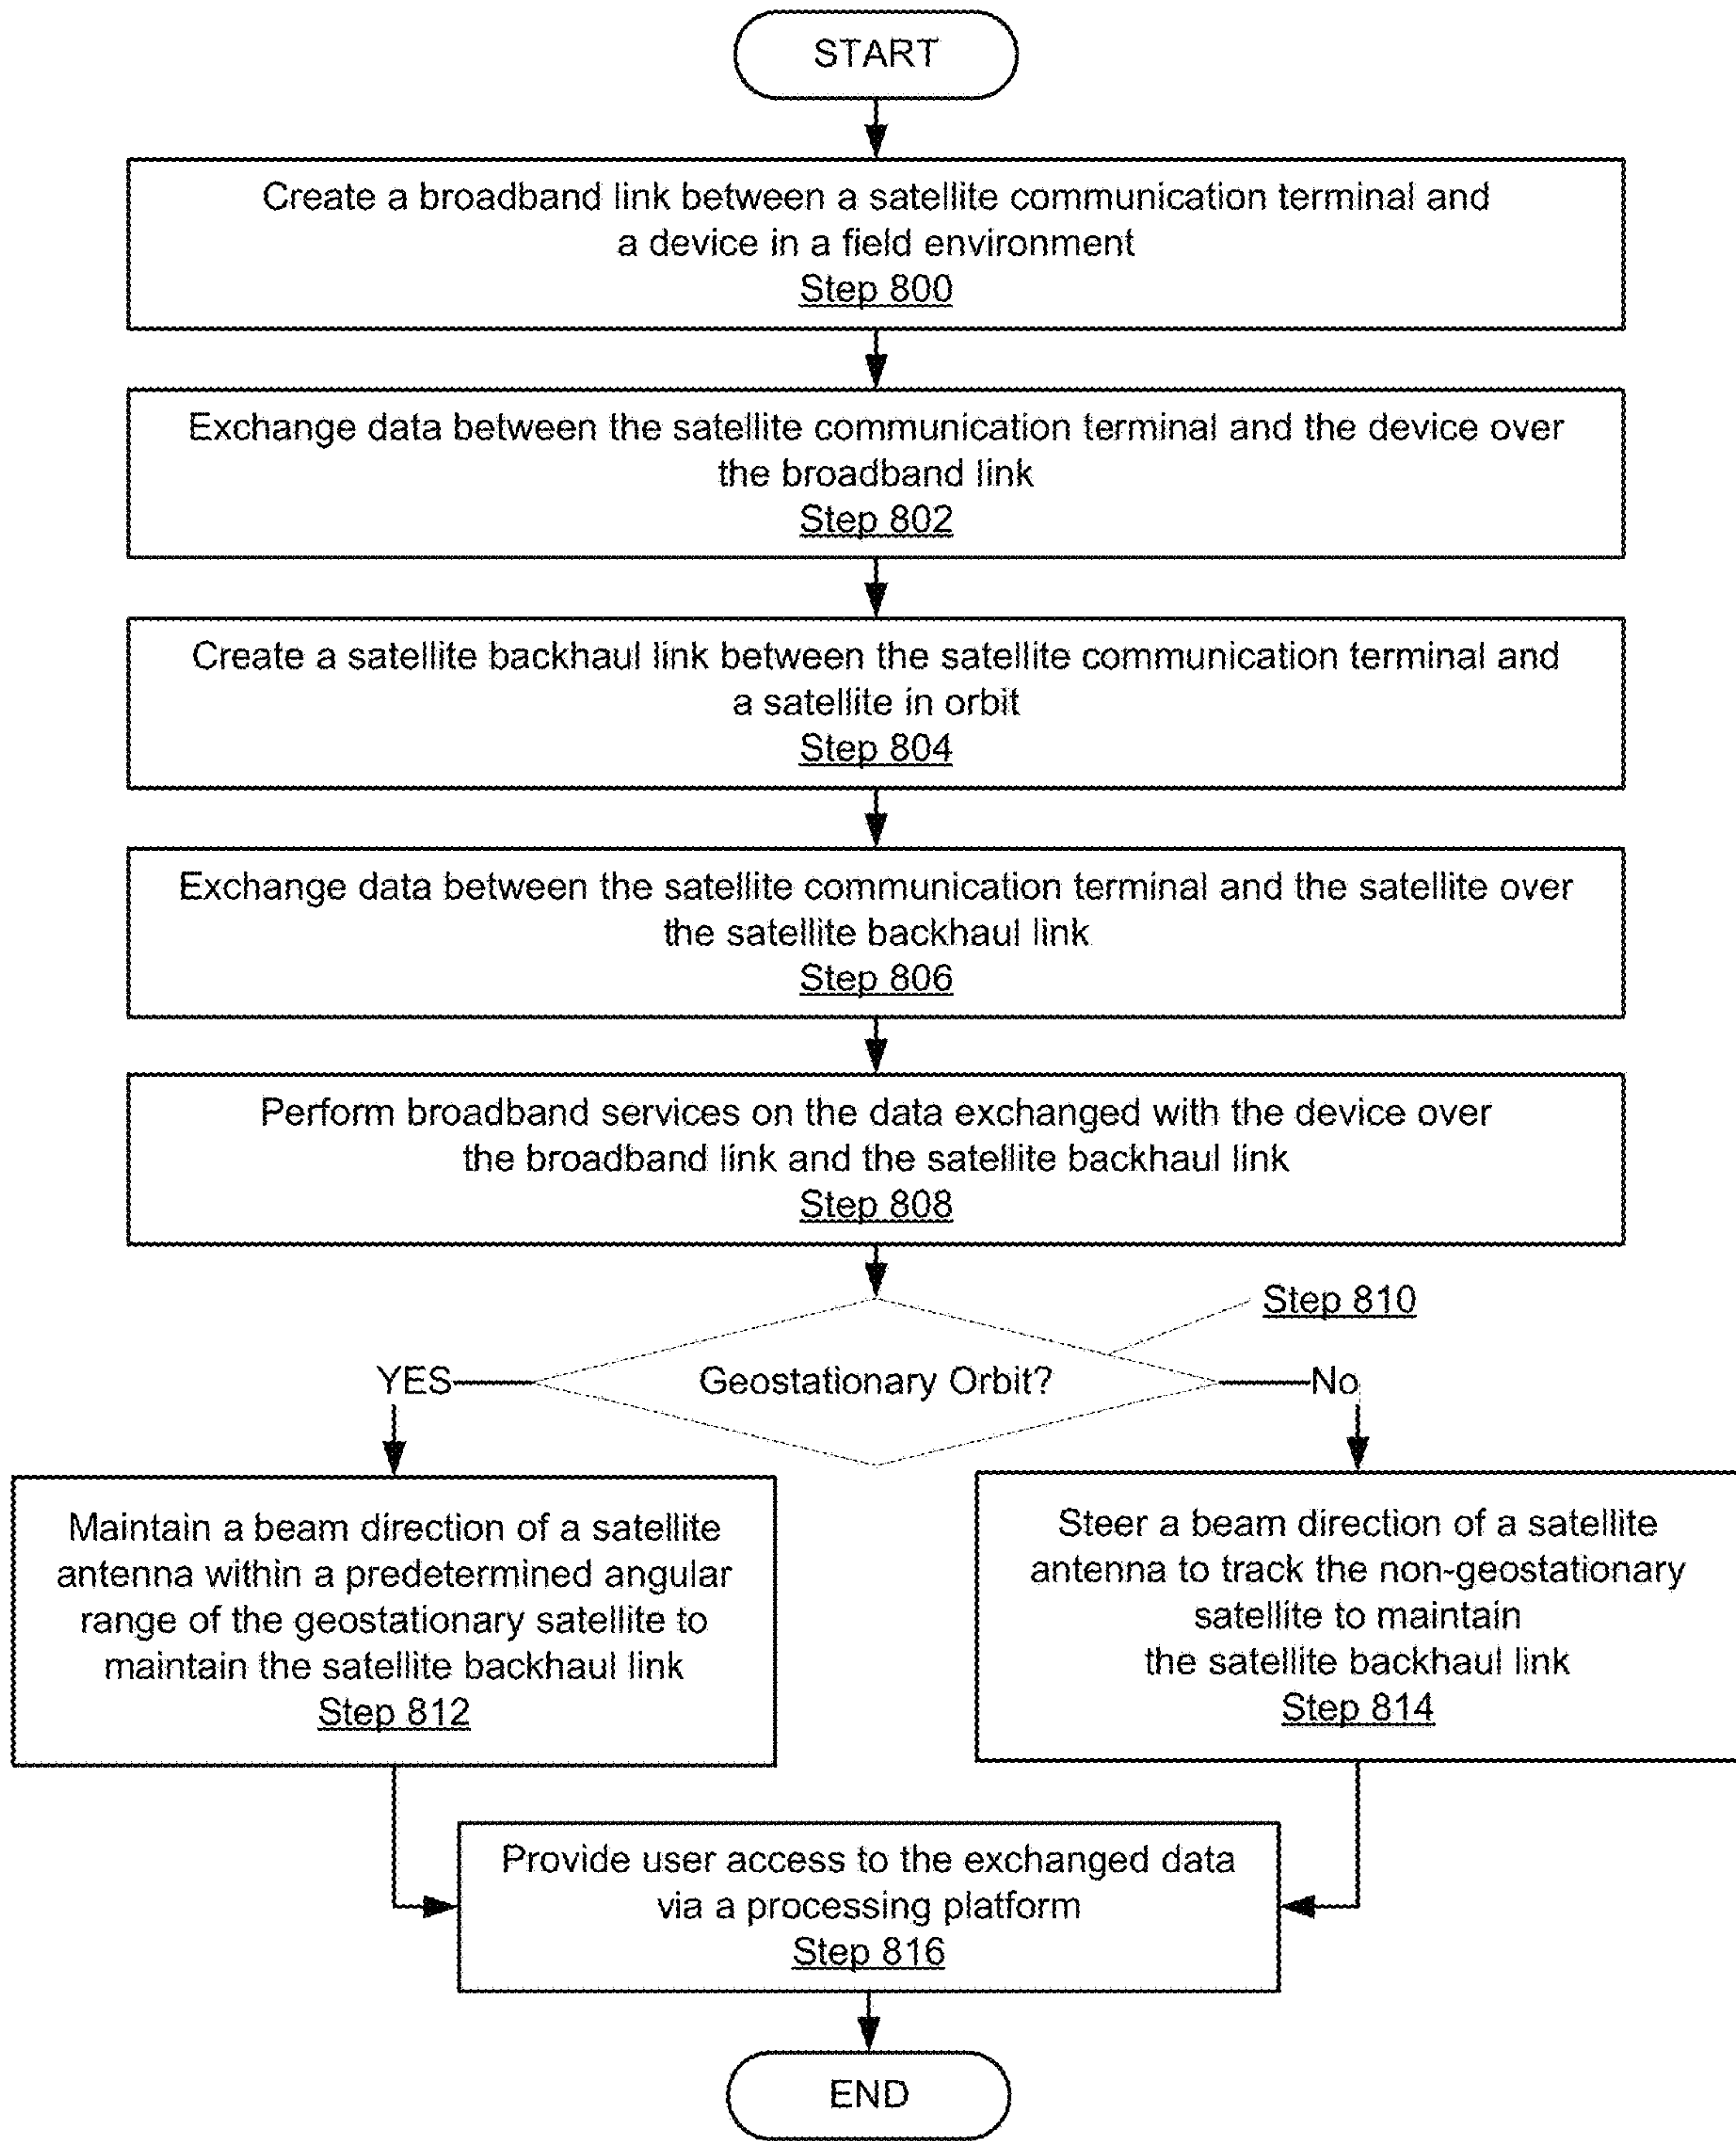 START
Create a broadband link between a satellite communication terminal and
a device in a field environment
Step 800
Exchange data between the satellite communication terminal and the device over
the broadband link
Step 802
Create a satellite backhaul link between the satellite communication terminal and
a satellite in orbit
Step 804
Exchange data between the satellite communication terminal and the satellite over
the satellite backhaul link
Step 806
Perform broadband services on the data exchanged with the device over
the broadband link and the satellite backhaul link
Step 808
Step 810
YES
Geostationary Orbit?
No
Maintain a beam direction of a satellite
antenna within a predetermined angular
range of the geostationary satellite to
maintain the satellite backhaul link
Step 812
Steer a beam direction of a satellite
antenna to track the non-geostationary
satellite to maintain
the satellite backhaul link
Step 814
Provide user access to the exchanged data
via a processing platform
Step 816
END